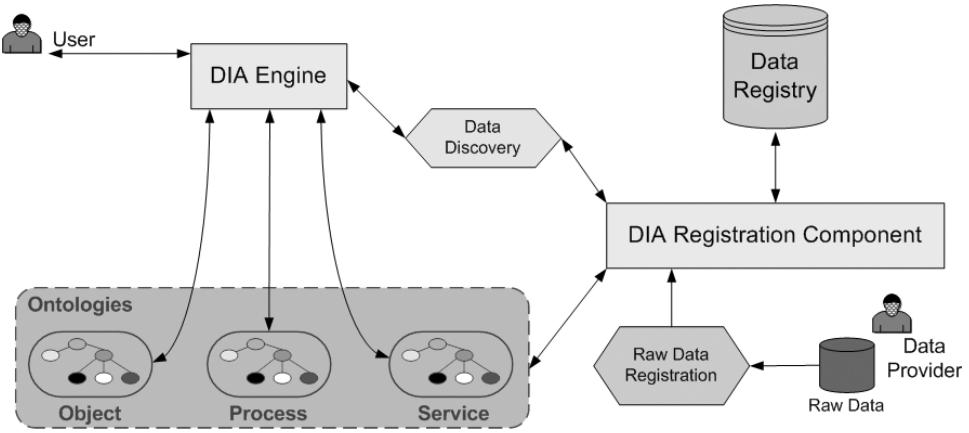 User
DIA Engine
Data
Discovery
Data
Registry
DIA Registration Component
Ontologies
Object
Process
Service
Raw Data
Registration
Raw Data
Data
Provider